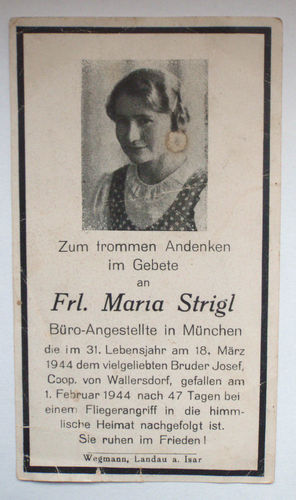 Zum frommen Andenken
im Gebete
an
Frl. Maria Strigl
Büro-Angestellte in München
die im 31. Lebensjahr am 18. März
1944 dem vielgeliebten Bruder Josef,
Coop. von Wallersdorf, gefallen am
1. Februar 1944 nach 47 Tagen bei
einem Fliegerangriff in die himm-
lische Heimat nachgefolgt ist.
Sie ruhen im Frieden!
Wegmann, Landau a. Isar